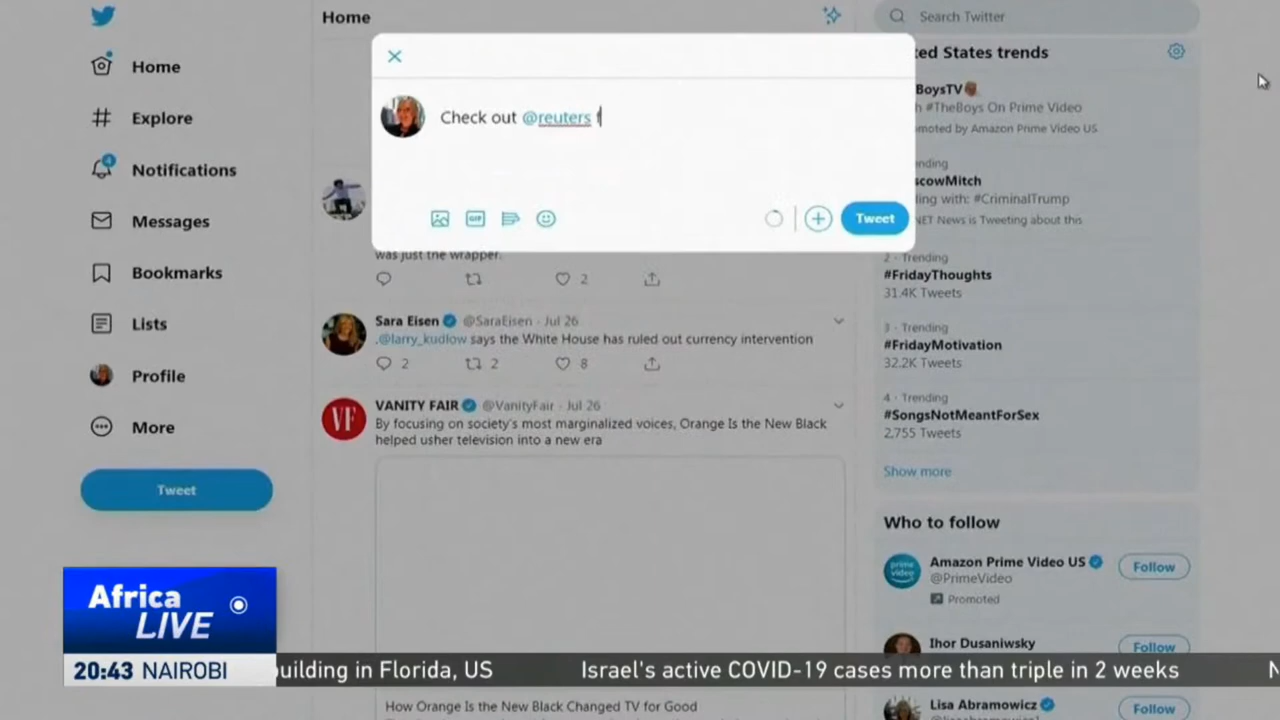 Home
Explore
Notifications
4
Messages
Bookmarks
Lists
Profile
More
Tweet
Home
Check out @reuters f
GIF
Tweet
was just the wrapper.
2
Sara Eisen @SaraEisen · Jul 26
.@larry_kudlow says the White House has ruled out currency intervention
2 2 8
VF
VANITY FAIR @VanityFair · Jul 26
By focusing on society's most marginalized voices, Orange Is the New Black
helped usher television into a new era
How Orange Is the New Black Changed TV for Good
Search Twitter
ted States trends
BoysTV
#TheBoys On Prime Video
moted by Amazon Prime Video US
nding
scowMitch
ling with: #CriminalTrump
NET News is Tweeting about this
2 · Trending
#FridayThoughts
31.4K Tweets
3 · Trending
#FridayMotivation
32.2K Tweets
4 · Trending
#SongsNotMeantForSex
2,755 Tweets
Show more
Who to follow
prime video
Amazon Prime Video US
@PrimeVideo
Promoted
Follow
Ihor Dusaniwsky
Follow
Lisa Abramowicz
Follow
Africa
LIVE
20:43 NAIROBI
uilding in Florida, US Israel's active COVID-19 cases more than triple in 2 weeks N